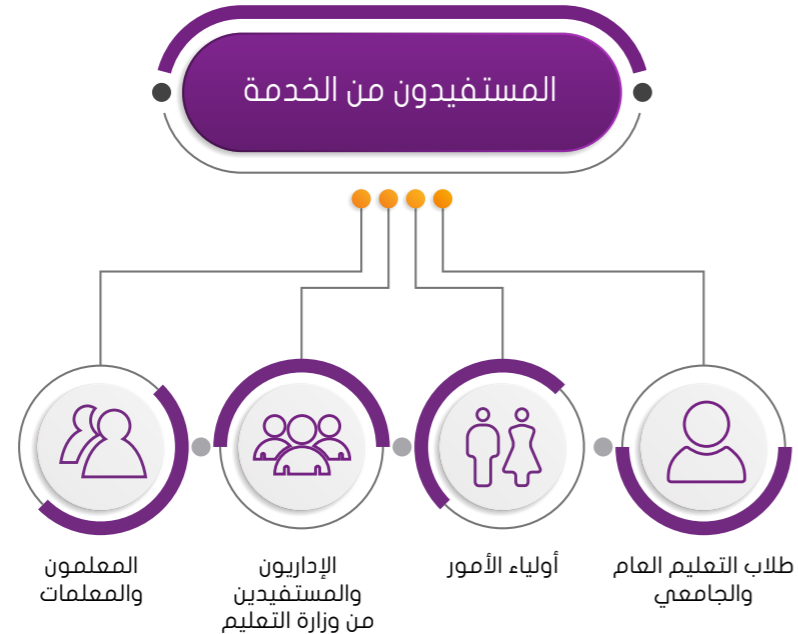 المستفيدون من الخدمة
طلاب التعليم العام
والجامعي
أولياء الأمور
الإداريون
والمستفيدين
من وزارة التعليم
المعلمون
والمعلمات